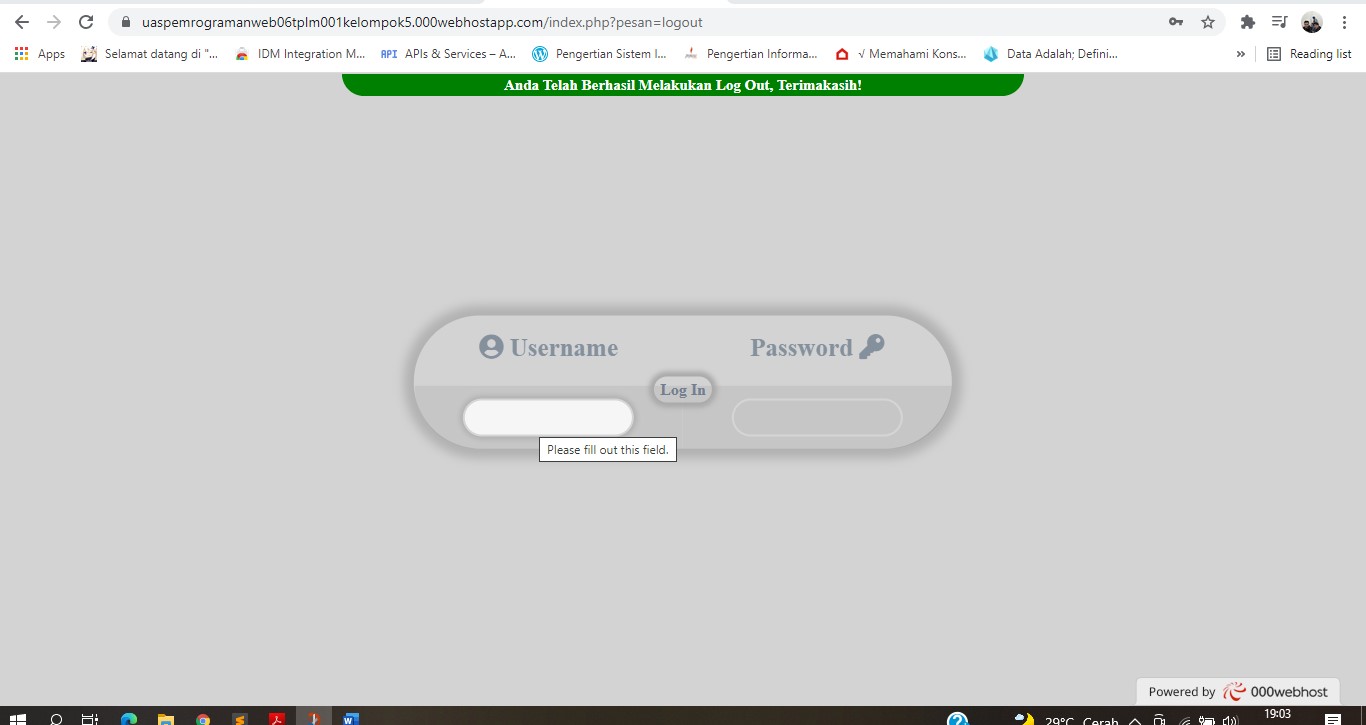 uaspemrogramanweb06tplm001kelompok5.000webhostapp.com/index.php?pesan=logout
Apps Selamat datang di "... IDM Integration M... API APIs & Services – A... Pengertian Sistem I... Pengertian Informa... √ Memahami Kons... Data Adalah; Defini... » Reading list
Anda Telah Berhasil Melakukan Log Out, Terimakasih!
Username Password
Log In
Please fill out this field.
Powered by 000webhost
29°C Cerah 19:03